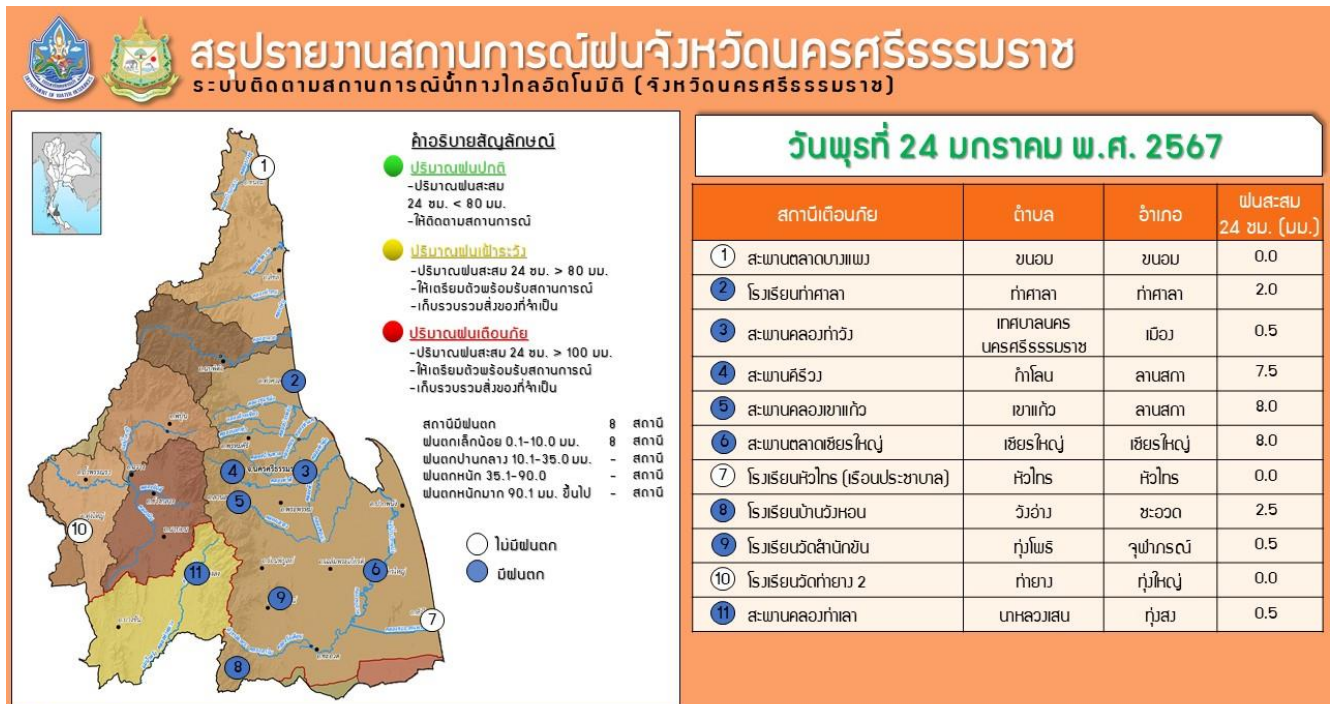 สรุปรายงานสถานการณ์ฝนจังหวัดนครศรีธรรมราช
ระบบติดตามสถานการณ์น้ำทางไกลอัตโนมัติ (จังหวัดนครศรีธรรมราช)
คำอธิบายสัญลักษณ์
ปริมาณฝนปกติ
-ปริมาณฝนสะสม
24 ชม. < 80 มม.
-ให้ติดตามสถานการณ์
ปริมาณฝนเฝ้าระวัง
-ปริมาณฝนสะสม 24 ชม. > 80 มม.
-ให้เตรียมตัวพร้อมรับสถานการณ์
-เก็บรวบรวมสิ่งของที่จำเป็น
ปริมาณฝนเตือนภัย
-ปริมาณฝนสะสม 24 ชม. > 100 มม.
-ให้เตรียมตัวพร้อมรับสถานการณ์
-เก็บรวบรวมสิ่งของที่จำเป็น
สถานีมีฝนตก 8 สถานี
ฝนตกเล็กน้อย 0.1-10.0 มม. 8 สถานี
ฝนตกปานกลาง 10.1-35.0 มม. - สถานี
ฝนตกหนัก 35.1-90.0 - สถานี
ฝนตกหนักมาก 90.1 มม. ขึ้นไป - สถานี
ไม่มีฝนตก
มีฝนตก
1
2
4
3
5
10
11
6
9
7
8
วันพุธที่ 24 มกราคม พ.ศ. 2567
สถานีเตือนภัย ตำบล อำเภอ ฝนสะสม
24 ชม. (มม.)
1 สะพานตลาดบางแพง ขนอม ขนอม 0.0
2 โรงเรียนท่าศาลา ท่าศาลา ท่าศาลา 2.0
3 สะพานคลองท่าวัง เทศบาลนคร
นครศรีธรรมราช เมือง 0.5
4 สะพานคีรีวง กำโลน ลานสกา 7.5
5 สะพานคลองเขาแก้ว เขาแก้ว ลานสกา 8.0
6 สะพานตลาดเชียรใหญ่ เชียรใหญ่ เชียรใหญ่ 8.0
7 โรงเรียนหัวไทร (เรือนประชาบาล) หัวไทร หัวไทร 0.0
8 โรงเรียนบ้านวังหอน วังอ่าง ชะอวด 2.5
9 โรงเรียนวัดสำนักขัน ทุ่งโพธิ จุฬาภรณ์ 0.5
10 โรงเรียนวัดท่ายาง 2 ท่ายาง ทุ่งใหญ่ 0.0
11 สะพานคลองท่าเลา นาหลวงเสน ทุ่งสง 0.5